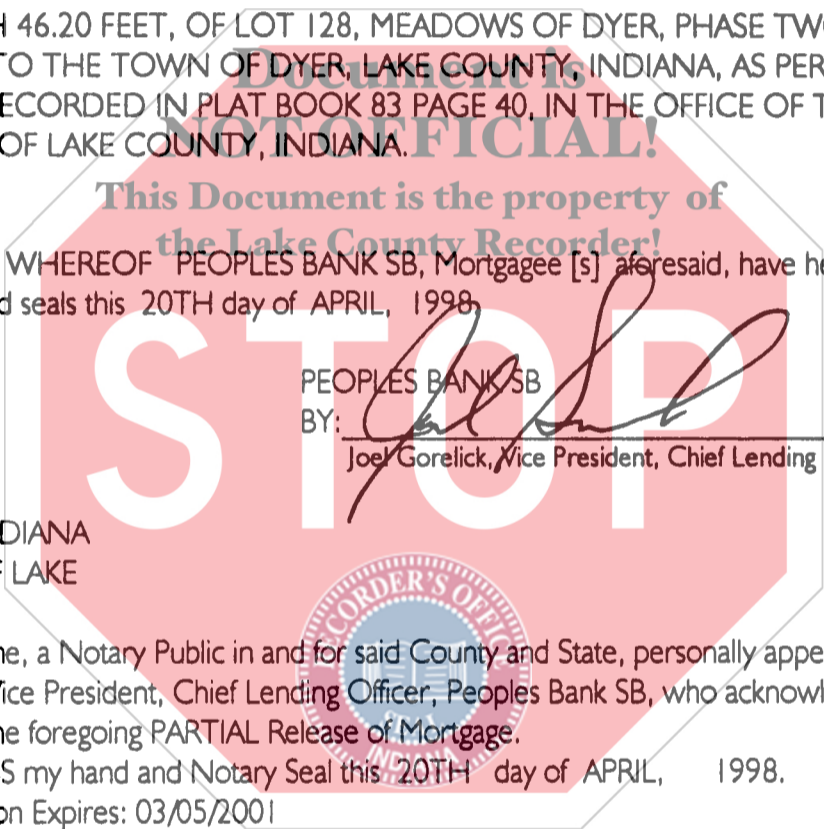 H 46.20 FEET, OF LOT 128, MEADOWS OF DYER, PHASE TWO
TO THE TOWN OF DYER, LAKE COUNTY, INDIANA, AS PER
Document is
ECORDED IN PLAT BOOK 83 PAGE 40, IN THE OFFICE OF T
NOT OFFICIAL!
OF LAKE COUNTY, INDIANA.
This Document is the property of
the Lake County Recorder!
WHEREOF PEOPLES BANK SB, Mortgagee [s] aforesaid, have he
d seals this 20TH day of APRIL, 1998.
STOP
PEOPLES BANK SB
BY:
Joel Gorelick, Vice President, Chief Lending
DIANA
F LAKE
RECORDER'S OFFICE
ne, a Notary Public in and for said County and State, personally appe
Vice President, Chief Lending Officer, Peoples Bank SB, who acknowl
ne foregoing PARTIAL Release of Mortgage.
SEAL
INDIANA
S my hand and Notary Seal this 20TH day of APRIL, 1998.
on Expires: 03/05/2001